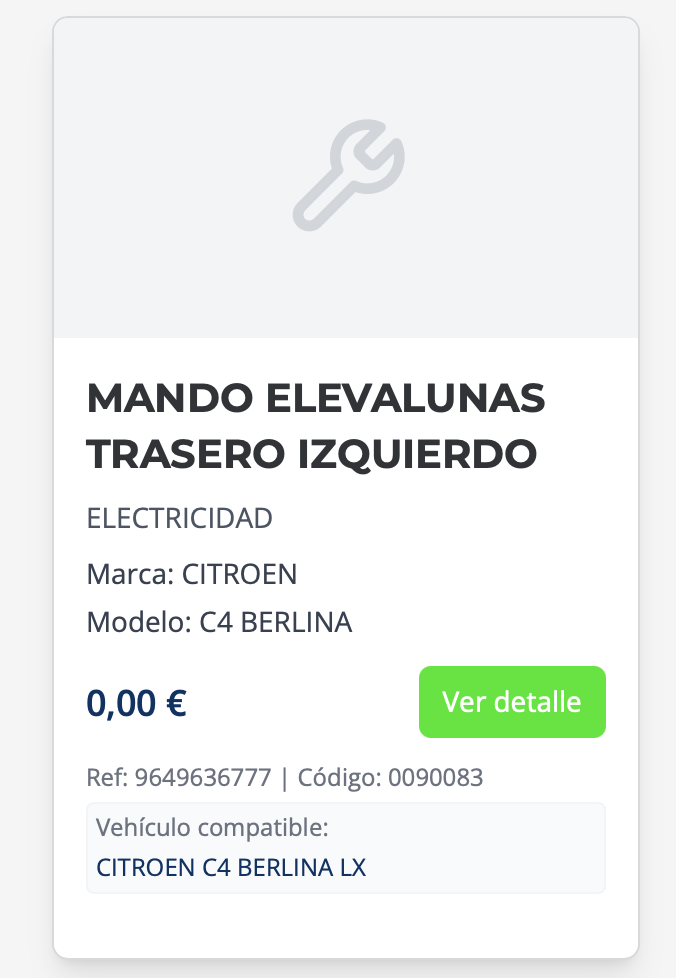 MANDO ELEVALUNAS
TRASERO IZQUIERDO
ELECTRICIDAD
Marca: CITROEN
Modelo: C4 BERLINA
0,00 €
Ver detalle
Ref: 9649636777 | Código: 0090083
Vehículo compatible:
CITROEN C4 BERLINA LX